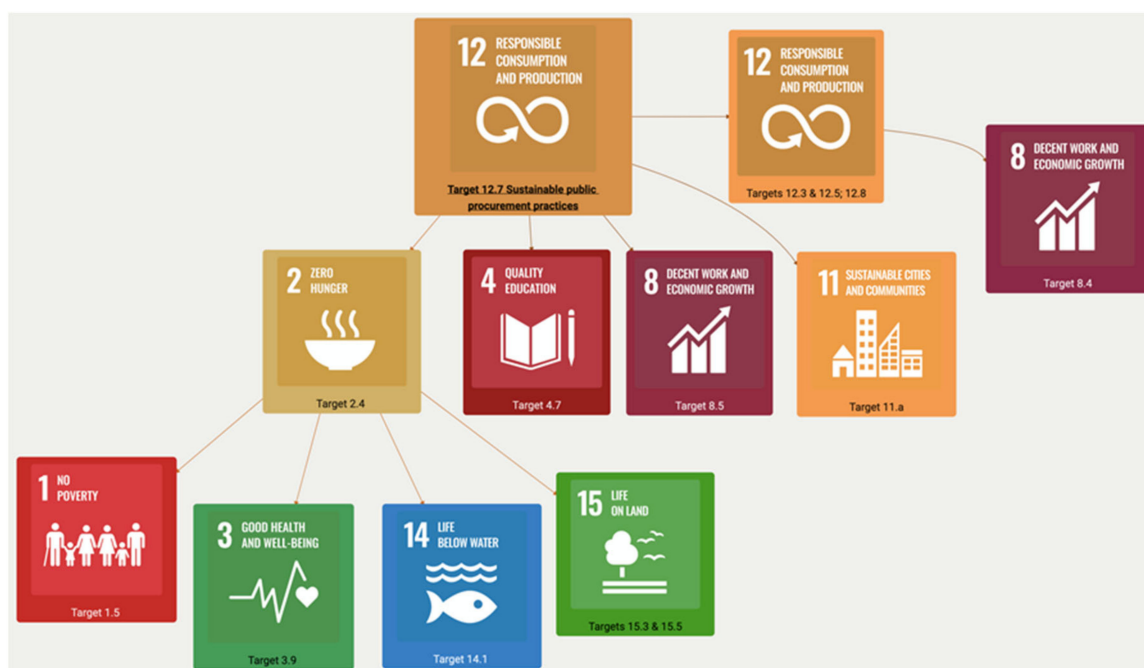 12 RESPONSIBLE
CONSUMPTION
AND PRODUCTION
Target 12.7 Sustainable public
procurement practices
12 RESPONSIBLE
CONSUMPTION
AND PRODUCTION
Targets 12.3 & 12.5; 12.8
8 DECENT WORK AND
ECONOMIC GROWTH
Target 8.4
2 ZERO
HUNGER
Target 2.4
4 QUALITY
EDUCATION
Target 4.7
8 DECENT WORK AND
ECONOMIC GROWTH
Target 8.5
11 SUSTAINABLE CITIES
AND COMMUNITIES
Target 11.a
1 NO
POVERTY
Target 1.5
3 GOOD HEALTH
AND WELL-BEING
Target 3.9
14 LIFE
BELOW WATER
Target 14.1
15 LIFE
ON LAND
Targets 15.3 & 15.5